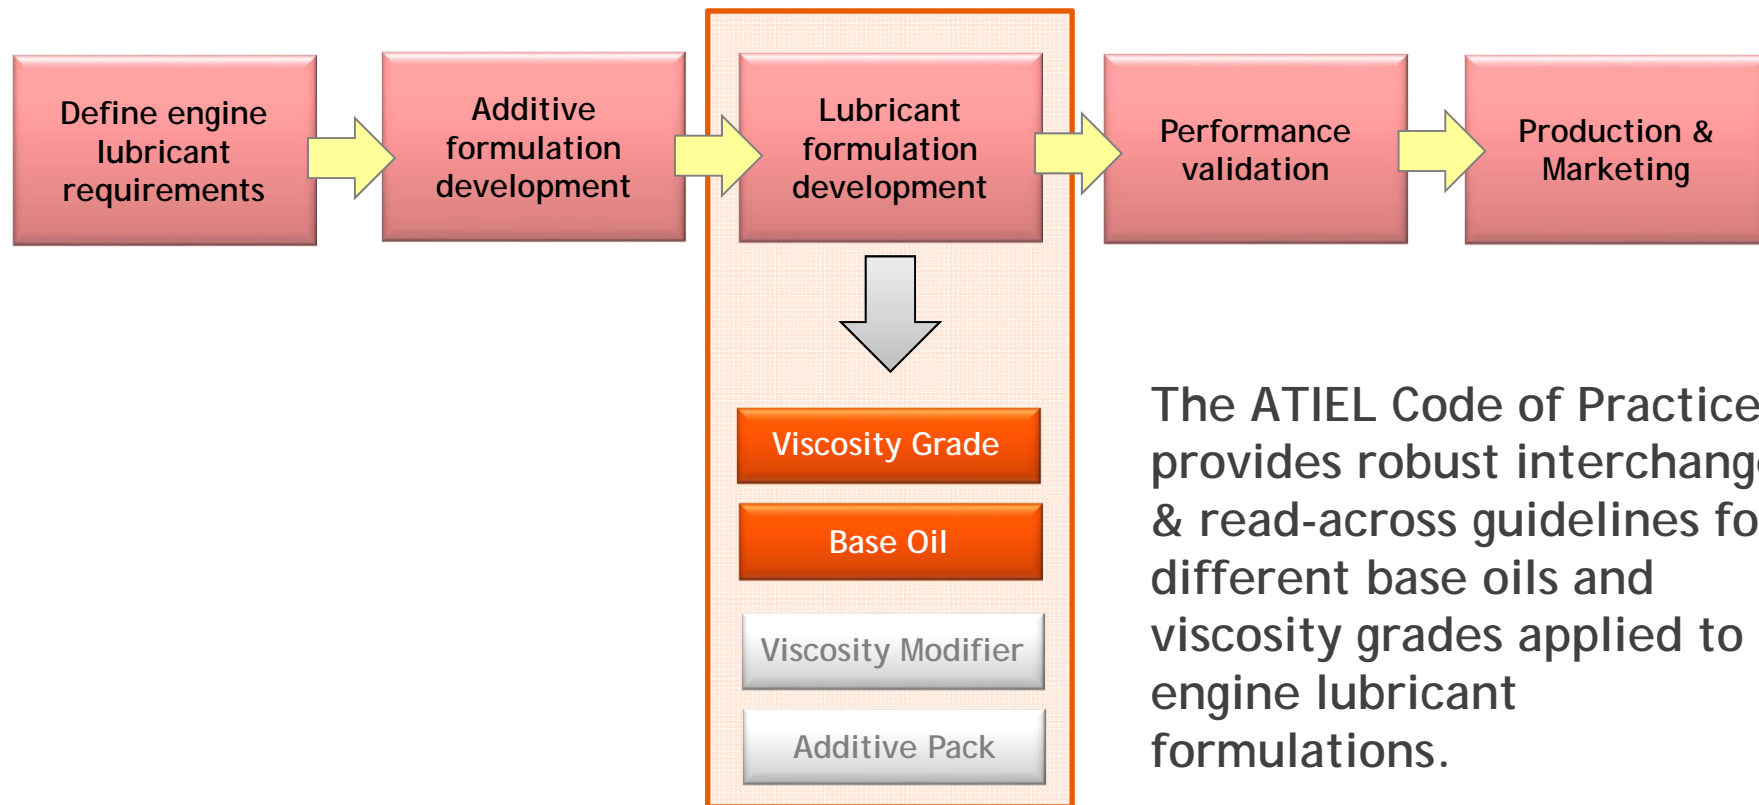 Define engine
lubricant
requirements
Additive
formulation
development
Lubricant
formulation
development
Performance
validation
Production &
Marketing
Viscosity Grade
Base Oil
Viscosity Modifier
Additive Pack
The ATIEL Code of Practice
provides robust interchange
& read-across guidelines fo
different base oils and
viscosity grades applied to
engine lubricant
formulations.